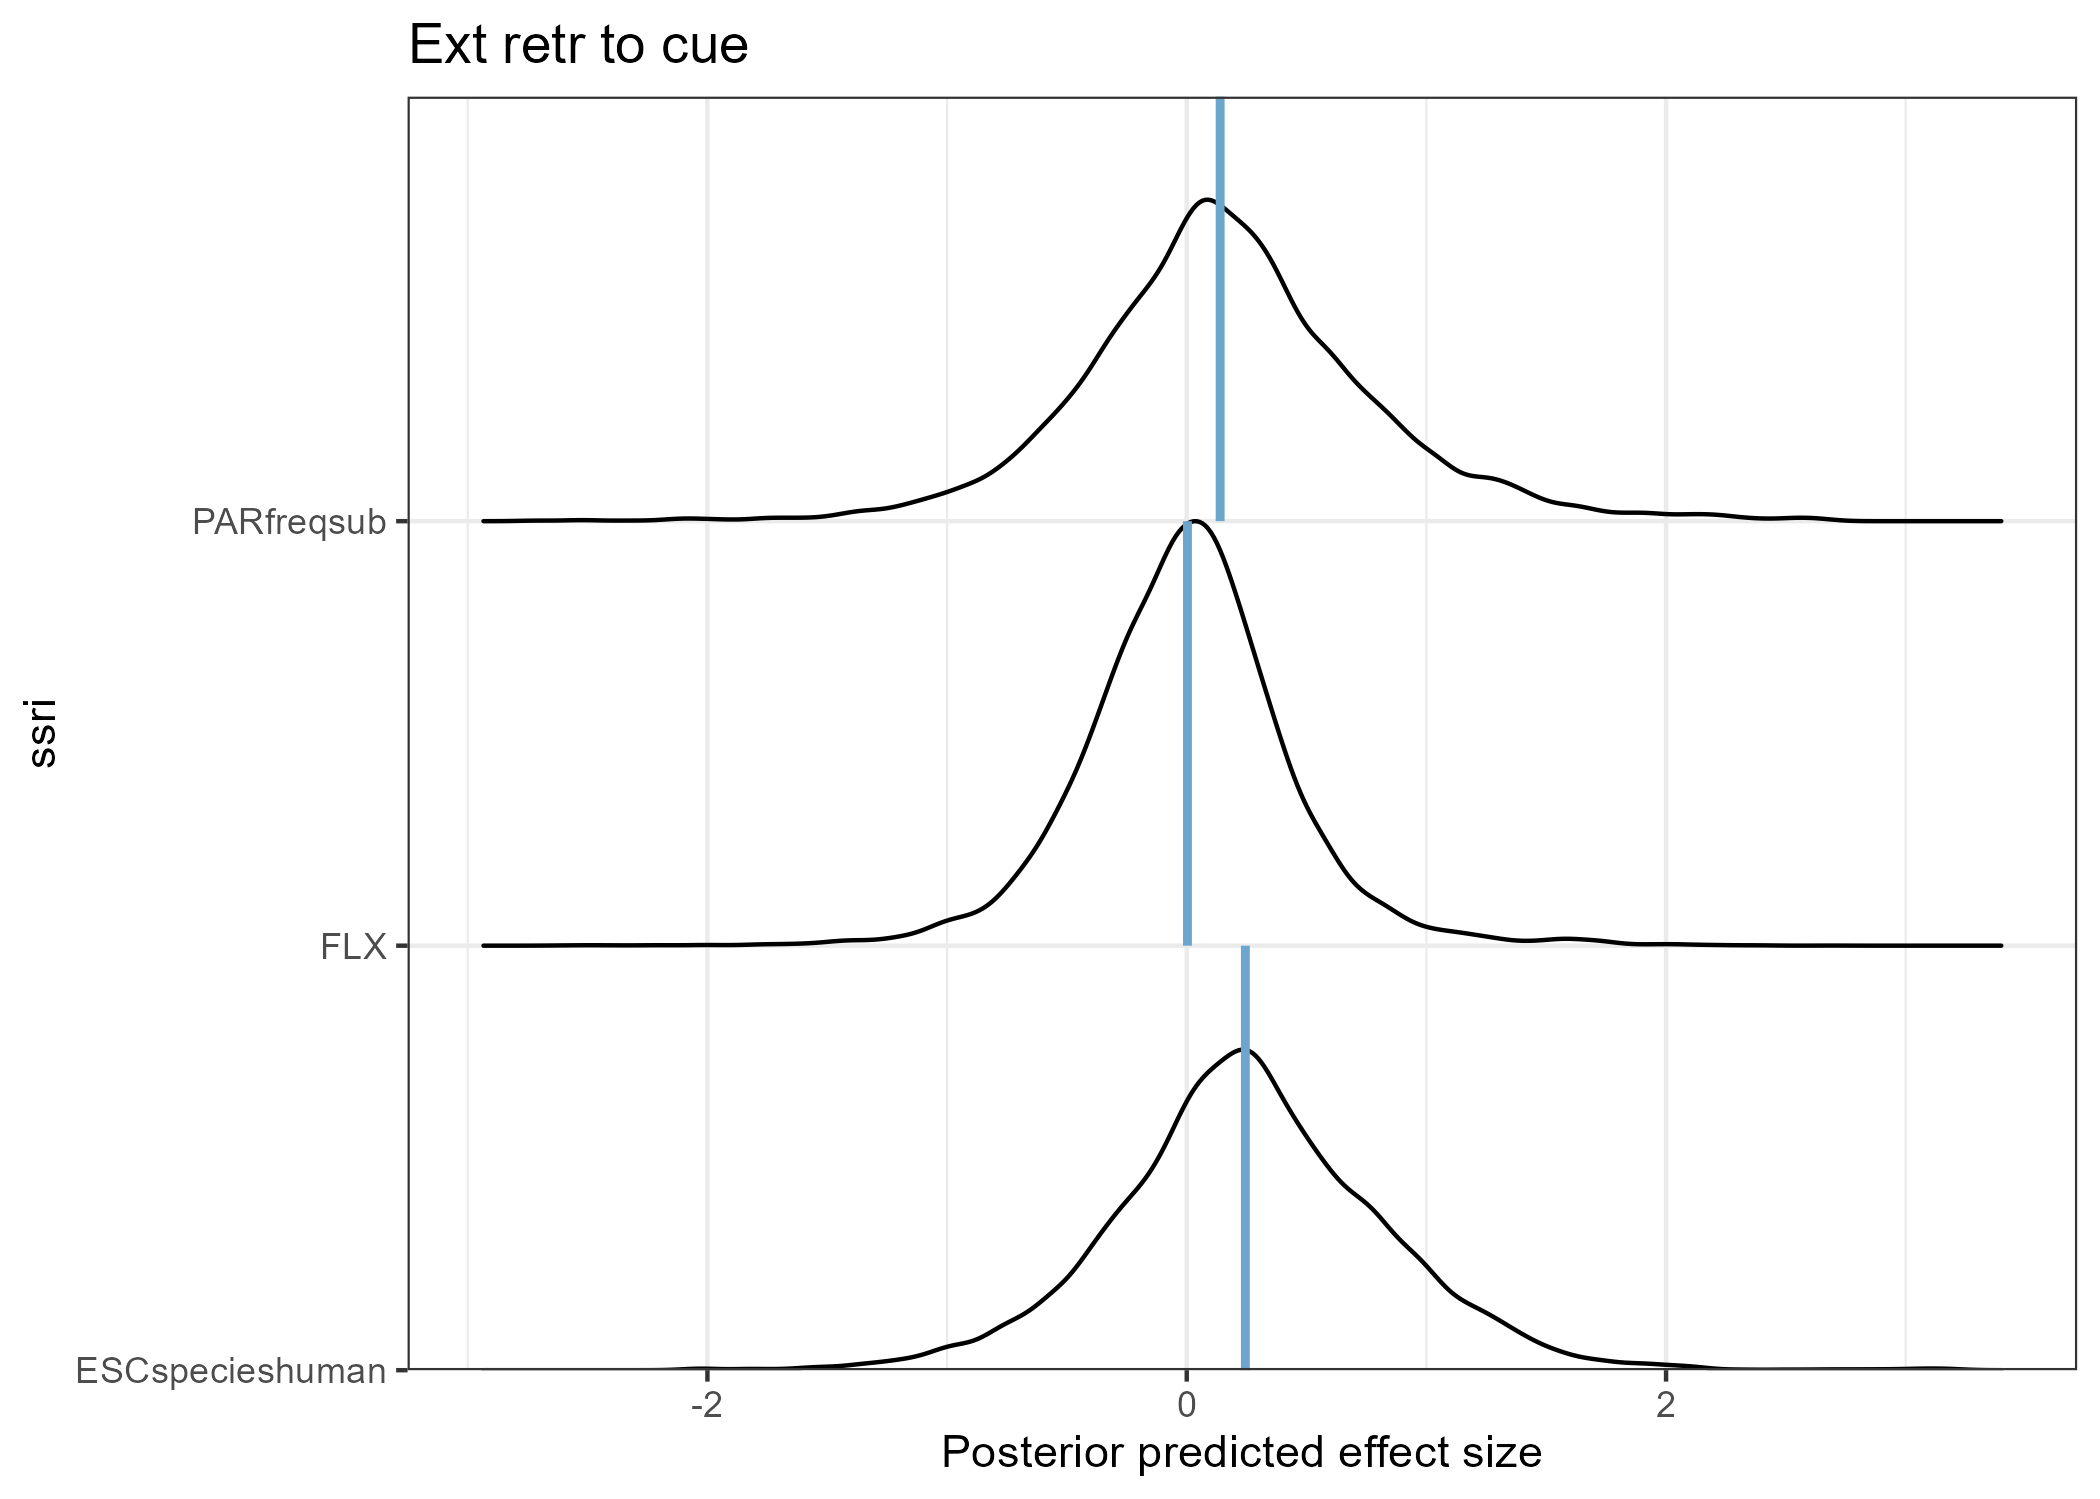 Ext retr to cue
PARfreqsub
FLX
ESCspecieshuman
ssri
-2 0 2
Posterior predicted effect size